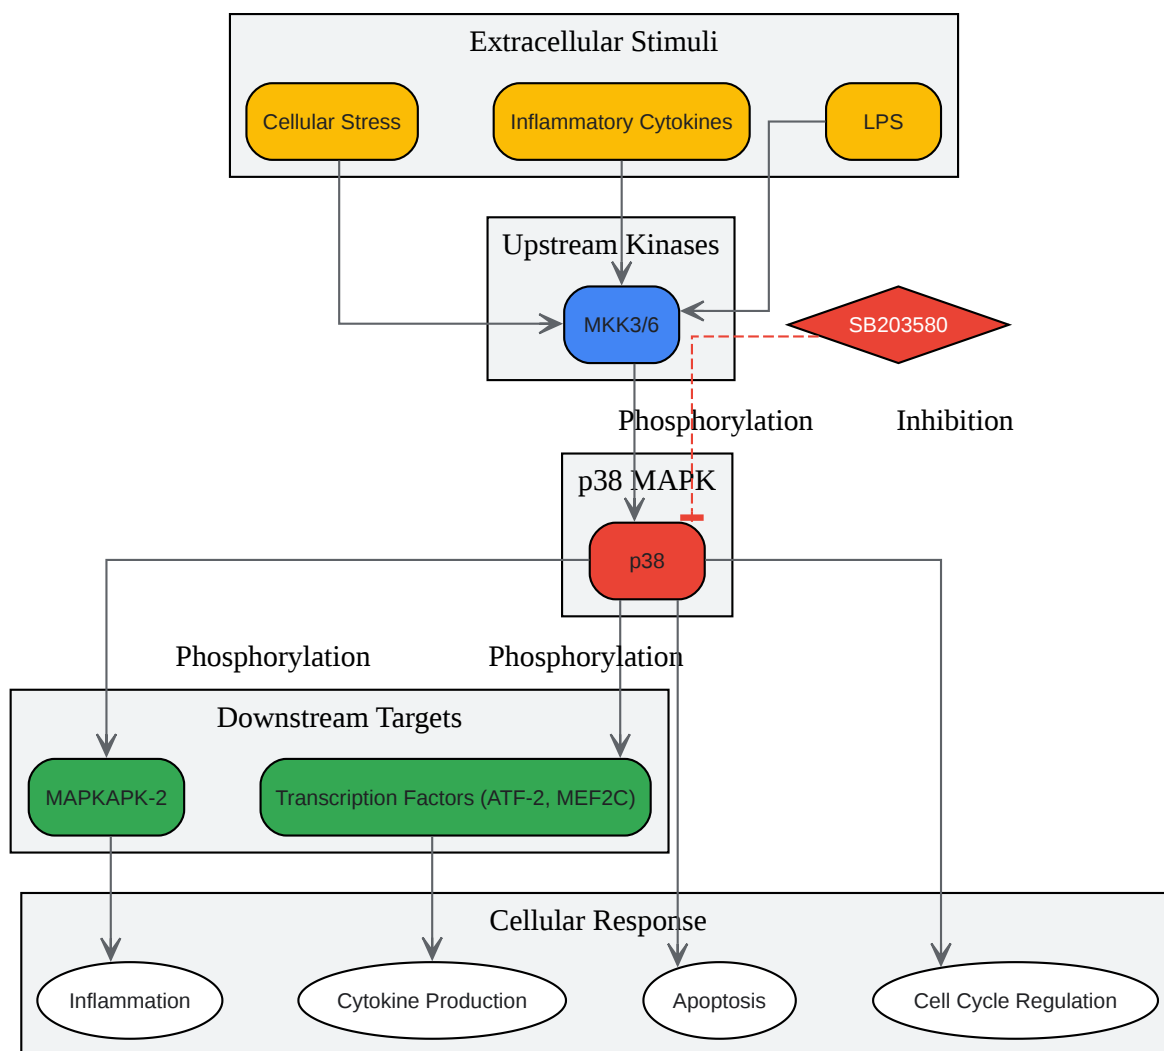 Extracellular Stimuli
Cellular Stress
Inflammatory Cytokines
LPS
Upstream Kinases
MKK3/6
SB203580
Phosphorylation
Inhibition
p38 MAPK
p38
Phosphorylation
Phosphorylation
Downstream Targets
MAPKAPK-2
Transcription Factors (ATF-2, MEF2C)
Cellular Response
Inflammation
Cytokine Production
Apoptosis
Cell Cycle Regulation